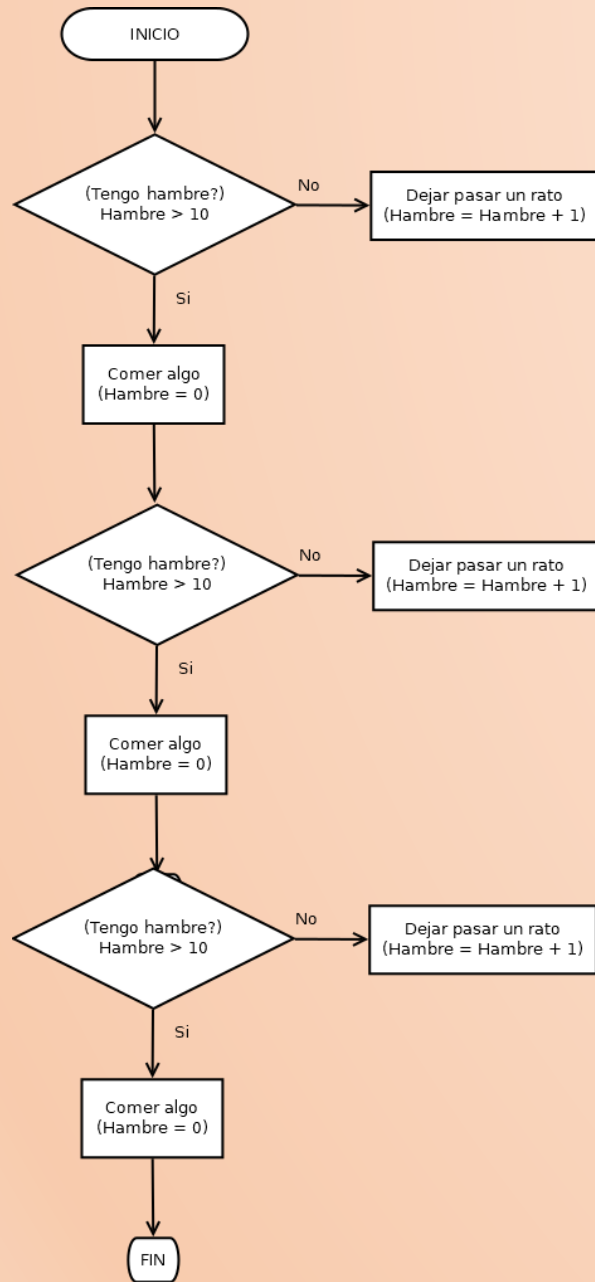 INICIO
(Tengo hambre?)
Hambre > 10
No
Dejar pasar un rato
(Hambre = Hambre + 1)
Si
Comer algo
(Hambre = 0)
(Tengo hambre?)
Hambre > 10
No
Dejar pasar un rato
(Hambre = Hambre + 1)
Si
Comer algo
(Hambre = 0)
(Tengo hambre?)
Hambre > 10
No
Dejar pasar un rato
(Hambre = Hambre + 1)
Si
Comer algo
(Hambre = 0)
FIN